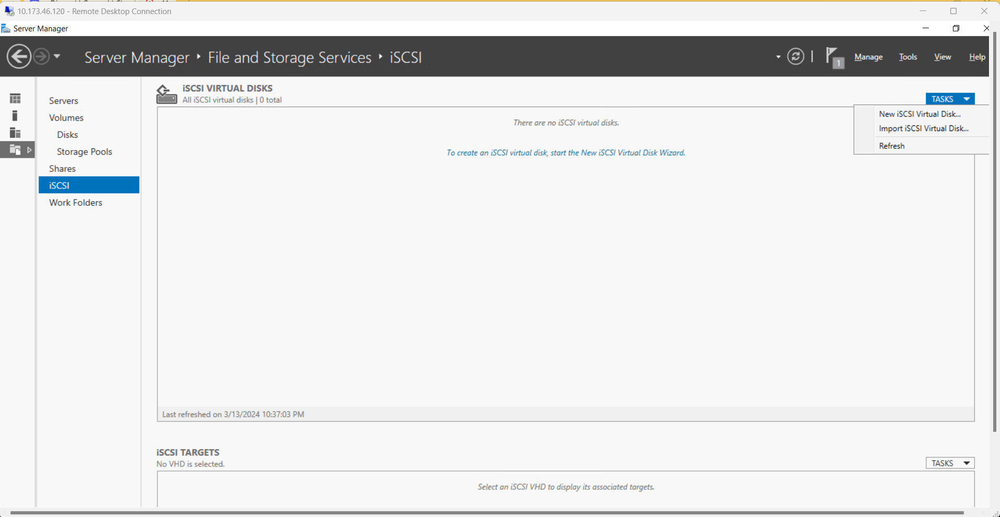 10.173.46.120 - Remote Desktop Connection
Server Manager
Server Manager ‣ File and Storage Services ‣ iSCSI
1
Manage Tools View Help
Servers
Volumes
Disks
Storage Pools
Shares
iSCSI
Work Folders
iSCSI VIRTUAL DISKS
All iSCSI virtual disks | 0 total
TASKS
New iSCSI Virtual Disk...
Import iSCSI Virtual Disk...
Refresh
There are no iSCSI virtual disks.
To create an iSCSI virtual disk, start the New iSCSI Virtual Disk Wizard.
Last refreshed on 3/13/2024 10:37:03 PM
iSCSI TARGETS
No VHD is selected.
TASKS
Select an iSCSI VHD to display its associated targets.